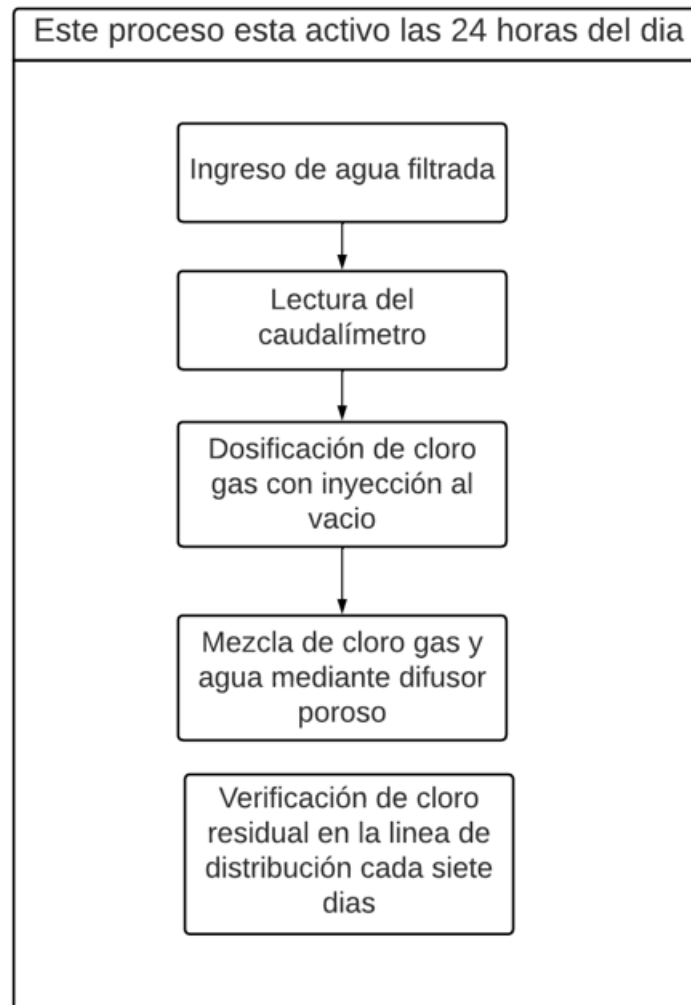 Este proceso esta activo las 24 horas del dia
Ingreso de agua filtrada
Lectura del
caudalímetro
Dosificación de cloro
gas con inyección al
vacio
Mezcla de cloro gas y
agua mediante difusor
poroso
Verificación de cloro
residual en la linea de
distribución cada siete
dias